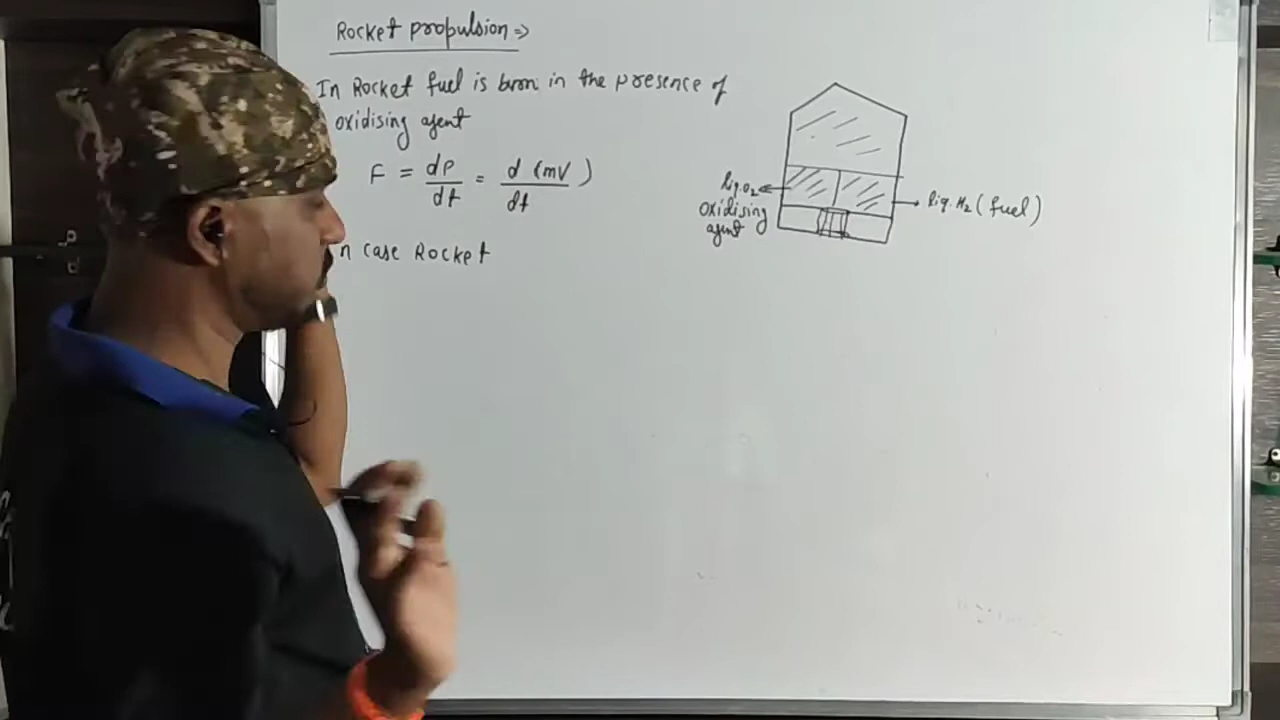 Rocket propulsion ⇒
In Rocket fuel is burn in the presence of
oxidising agent
F = dP/dt = d(mV)/dt
n case Rocket
liq. O2
oxidising
agent
liq. H2 (fuel)